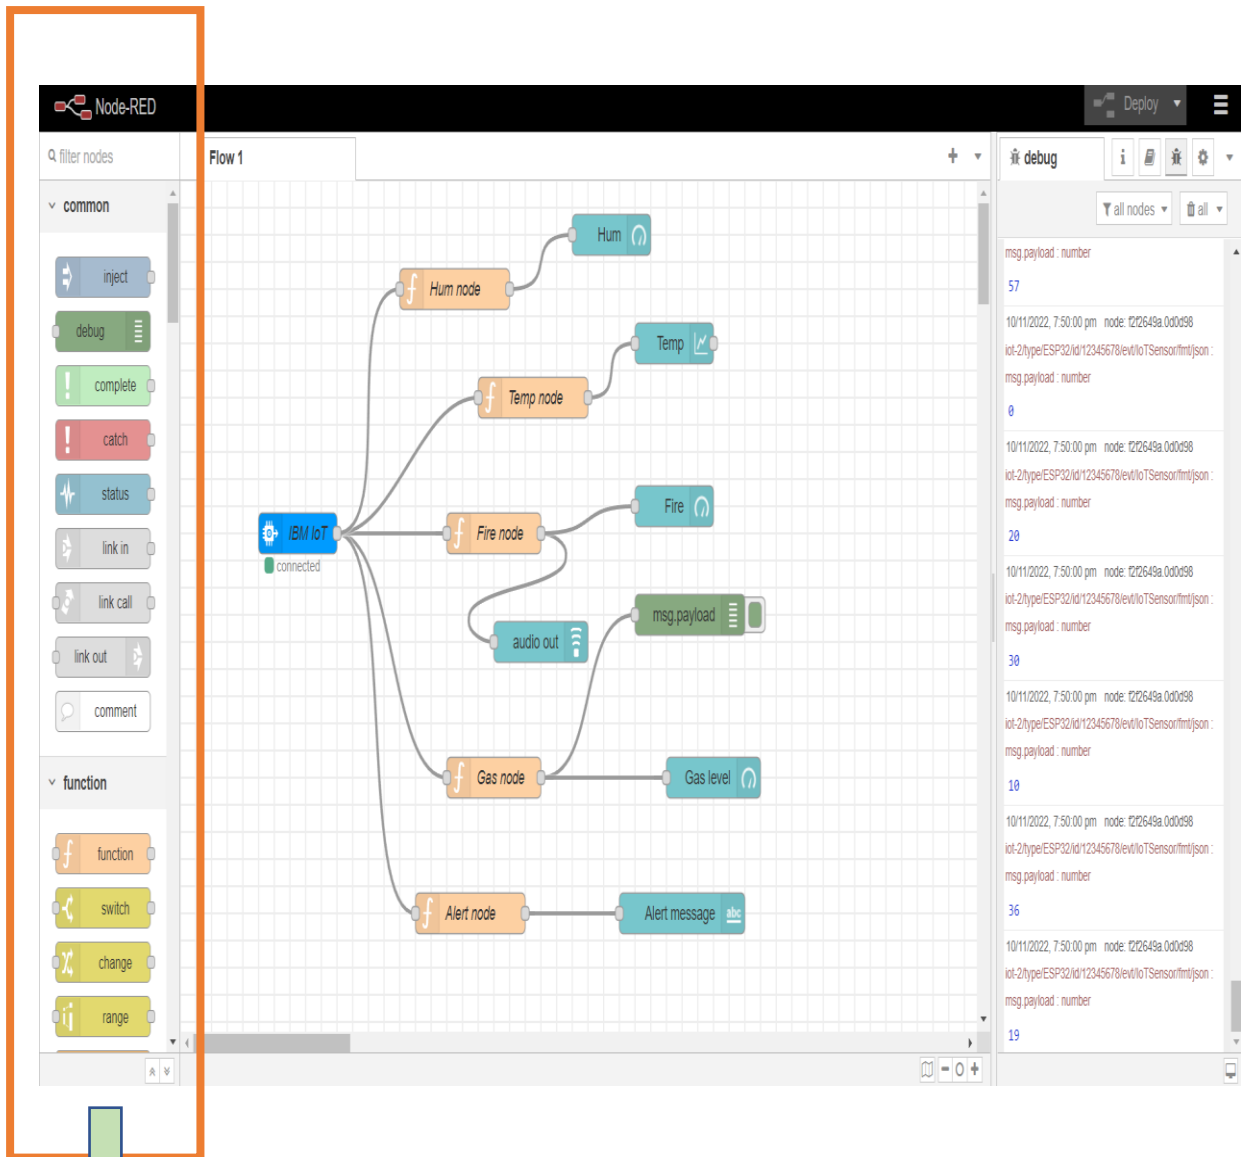 Node-RED
Deploy
filter nodes
Flow 1
debug
i
common
all nodes
all
inject
debug
complete
catch
status
link in
link call
link out
comment
function
function
switch
change
range
Hum
Hum node
Temp
Temp node
Fire
IBM IoT
Fire node
connected
msg.payload
audio out
Gas node
Gas level
Alert node
Alert message
abc
msg.payload : number
57
10/11/2022, 7:50:00 pm node: f2f2649a.0d0d98
iot-2/type/ESP32/id/12345678/evt/IoTSensor/fmt/json :
msg.payload : number
0
10/11/2022, 7:50:00 pm node: f2f2649a.0d0d98
iot-2/type/ESP32/id/12345678/evt/IoTSensor/fmt/json :
msg.payload : number
20
10/11/2022, 7:50:00 pm node: f2f2649a.0d0d98
iot-2/type/ESP32/id/12345678/evt/IoTSensor/fmt/json :
msg.payload : number
30
10/11/2022, 7:50:00 pm node: f2f2649a.0d0d98
iot-2/type/ESP32/id/12345678/evt/IoTSensor/fmt/json :
msg.payload : number
10
10/11/2022, 7:50:00 pm node: f2f2649a.0d0d98
iot-2/type/ESP32/id/12345678/evt/IoTSensor/fmt/json :
msg.payload : number
36
10/11/2022, 7:50:00 pm node: f2f2649a.0d0d98
iot-2/type/ESP32/id/12345678/evt/IoTSensor/fmt/json :
msg.payload : number
19